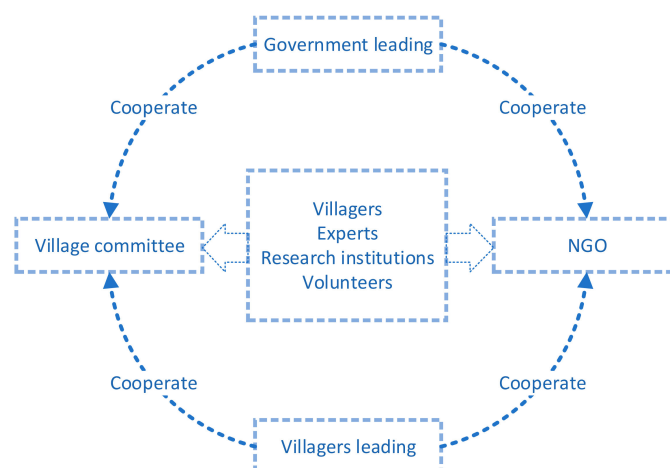 Government leading
Cooperate
Cooperate
Villagers
Experts
Research institutions
Volunteers
Village committee
NGO
Cooperate
Cooperate
Villagers leading